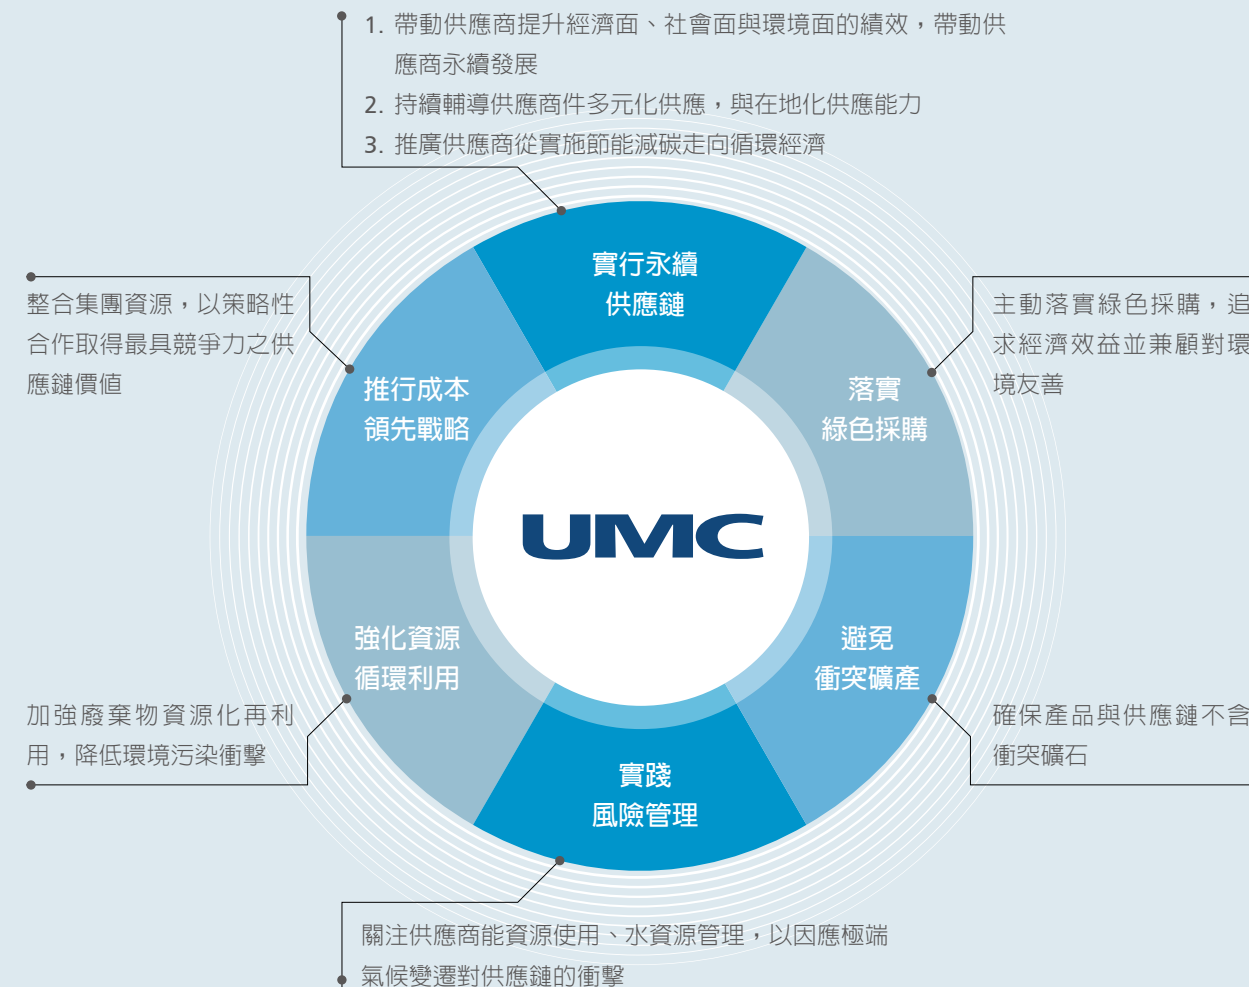 1. 帶動供應商提升經濟面、社會面與環境面的績效，帶動供
應商永續發展
2. 持續輔導供應商件多元化供應，與在地化供應能力
3. 推廣供應商從實施節能減碳走向循環經濟
實行永續
供應鏈
整合集團資源，以策略性
合作取得最具競爭力之供
應鏈價值
推行成本
領先戰略
落實
綠色採購
主動落實綠色採購，追
求經濟效益並兼顧對環
境友善
UMC
強化資源
循環利用
避免
衝突礦產
加強廢棄物資源化再利
用，降低環境污染衝擊
確保產品與供應鏈不含
衝突礦石
實踐
風險管理
關注供應商能資源使用、水資源管理，以因應極端
氣候變遷對供應鏈的衝擊